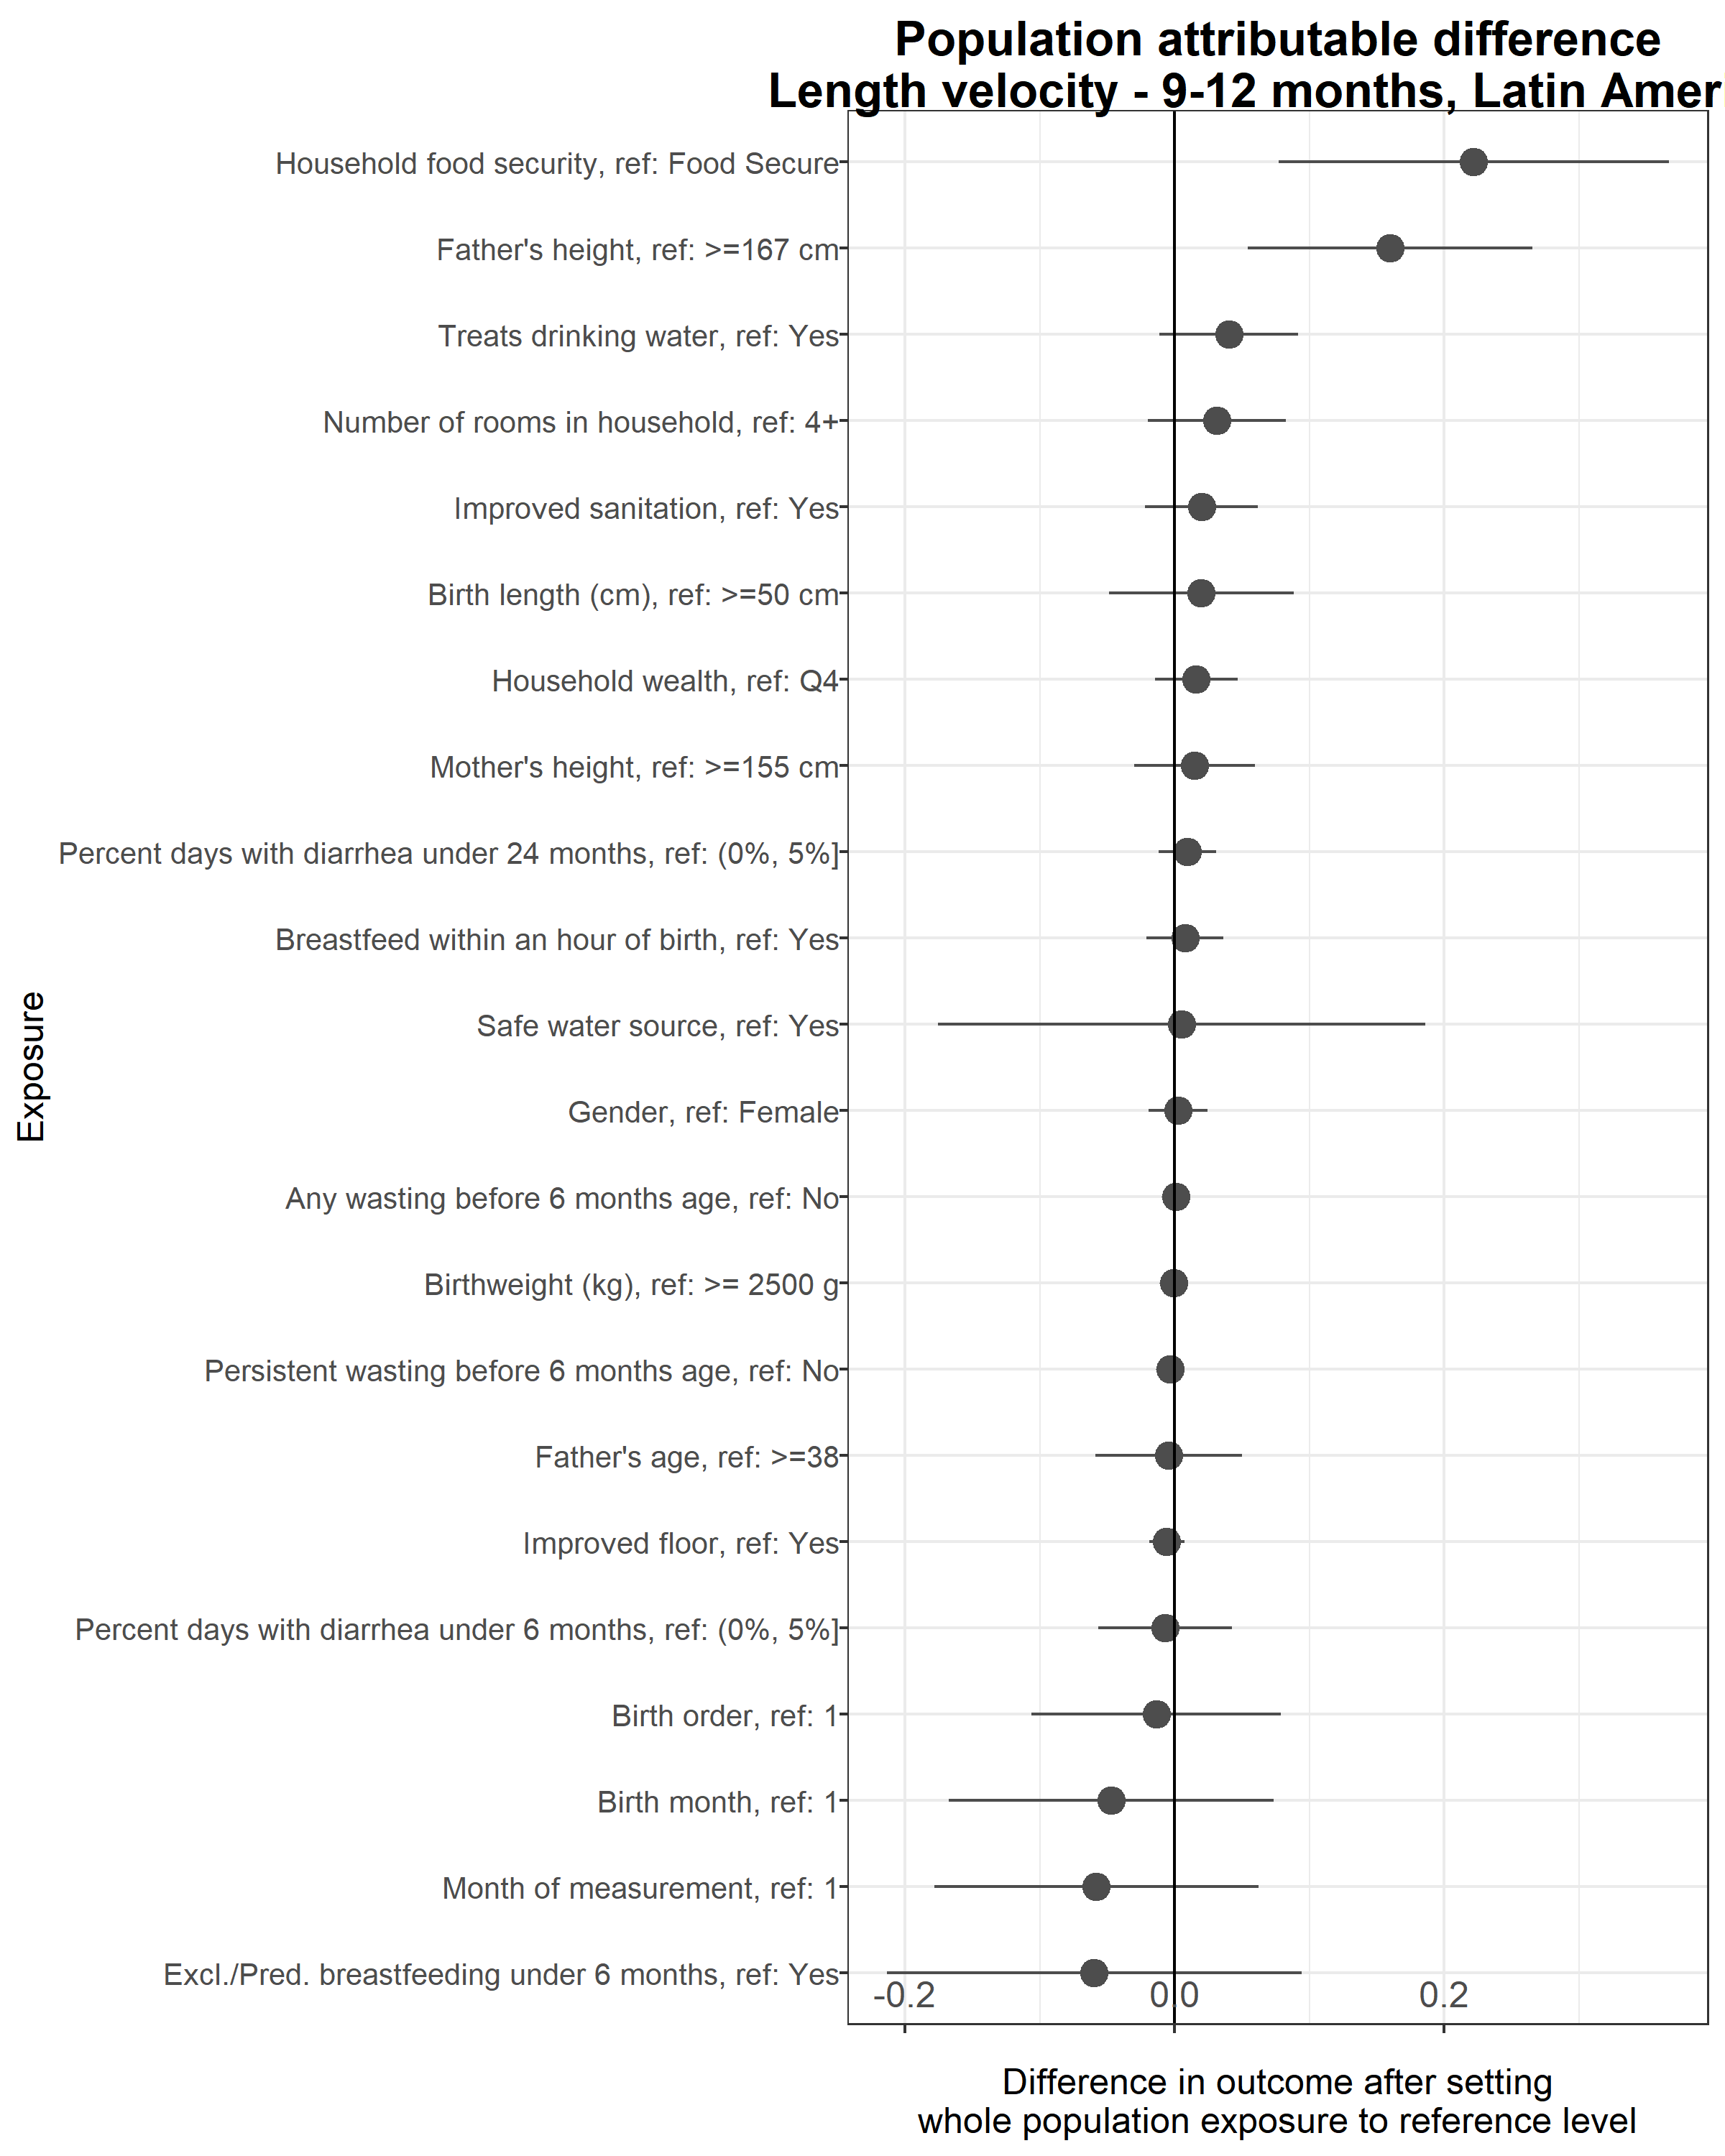 Population attributable difference
Length velocity - 9-12 months, Latin Amer
Household food security, ref: Food Secure
Father's height, ref: >=167 cm
Treats drinking water, ref: Yes
Number of rooms in household, ref: 4+
Improved sanitation, ref: Yes
Birth length (cm), ref: >=50 cm
Household wealth, ref: Q4
Mother's height, ref: >=155 cm
Percent days with diarrhea under 24 months, ref: (0%, 5%]
Breastfeed within an hour of birth, ref: Yes
Safe water source, ref: Yes
Gender, ref: Female
Any wasting before 6 months age, ref: No
Birthweight (kg), ref: >= 2500 g
Persistent wasting before 6 months age, ref: No
Father's age, ref: >=38
Improved floor, ref: Yes
Percent days with diarrhea under 6 months, ref: (0%, 5%]
Birth order, ref: 1
Birth month, ref: 1
Month of measurement, ref: 1
Excl./Pred. breastfeeding under 6 months, ref: Yes
Exposure
-0.2 0.0 0.2
Difference in outcome after setting
whole population exposure to reference level